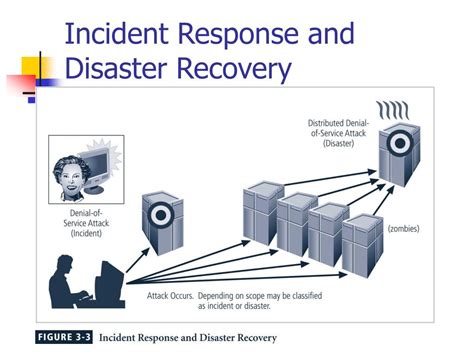 Incident Response and
Disaster Recovery
Distributed Denial-
of-Service Attack
(Disaster)
Denial-of-
Service Attack
(Incident)
(zombies)
Attack Occurs. Depending on scope may be classified
as incident or disaster.
FIGURE 3-3 Incident Response and Disaster Recovery